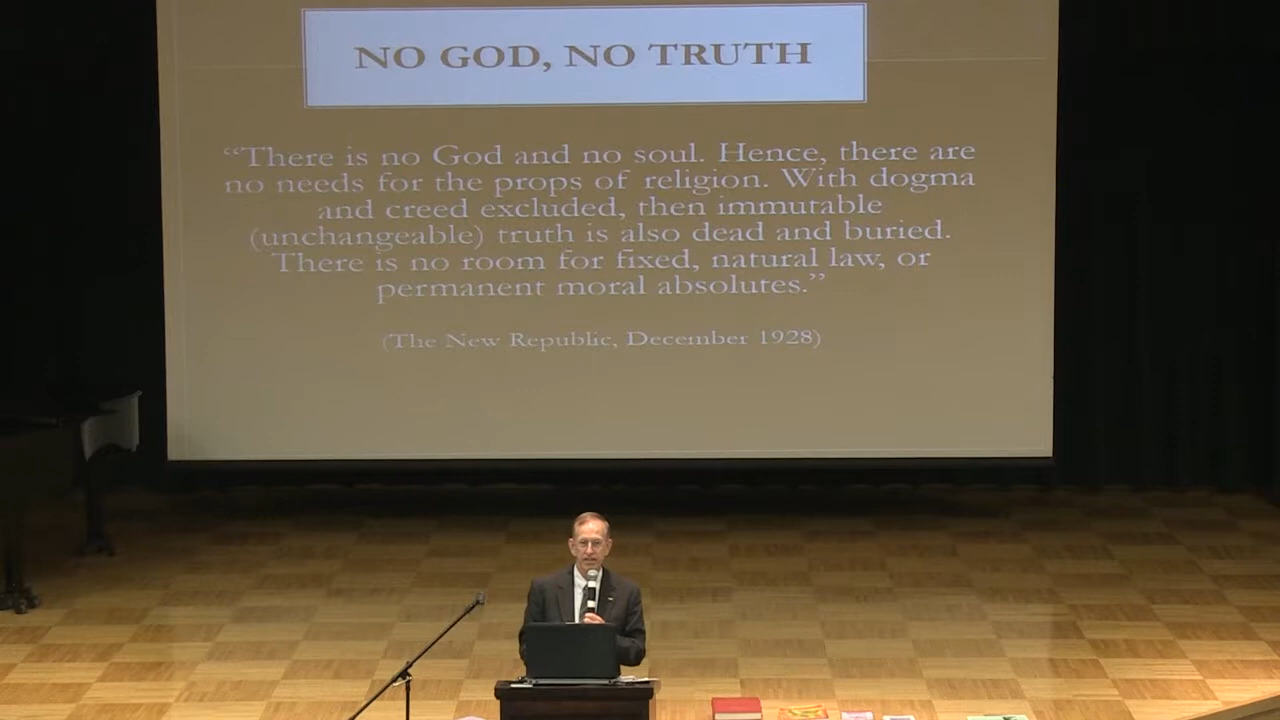 NO GOD, NO TRUTH
“There is no God and no soul. Hence, there are
no needs for the props of religion. With dogma
and creed excluded, then immutable
(unchangeable) truth is also dead and buried.
There is no room for fixed, natural law, or
permanent moral absolutes.”
(The New Republic, December 1928)